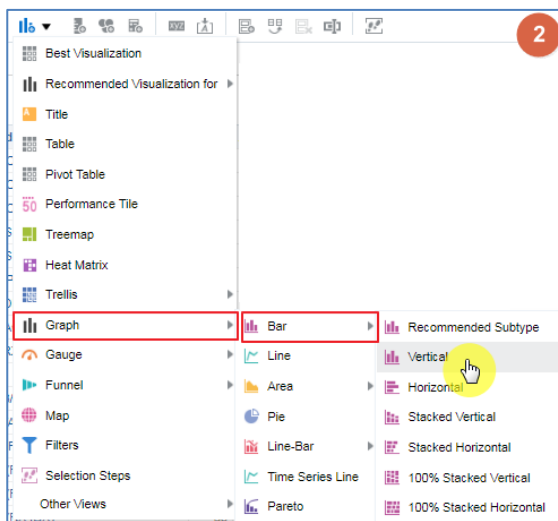 2
Best Visualization
Recommended Visualization for
Title
Table
Pivot Table
50 Performance Tile
Treemap
Heat Matrix
Trellis
Graph
Gauge
Funnel
Map
Filters
Selection Steps
Other Views
Bar
Line
Area
Pie
Line-Bar
Time Series Line
Pareto
Recommended Subtype
Vertical
Horizontal
Stacked Vertical
Stacked Horizontal
100% Stacked Vertical
100% Stacked Horizontal